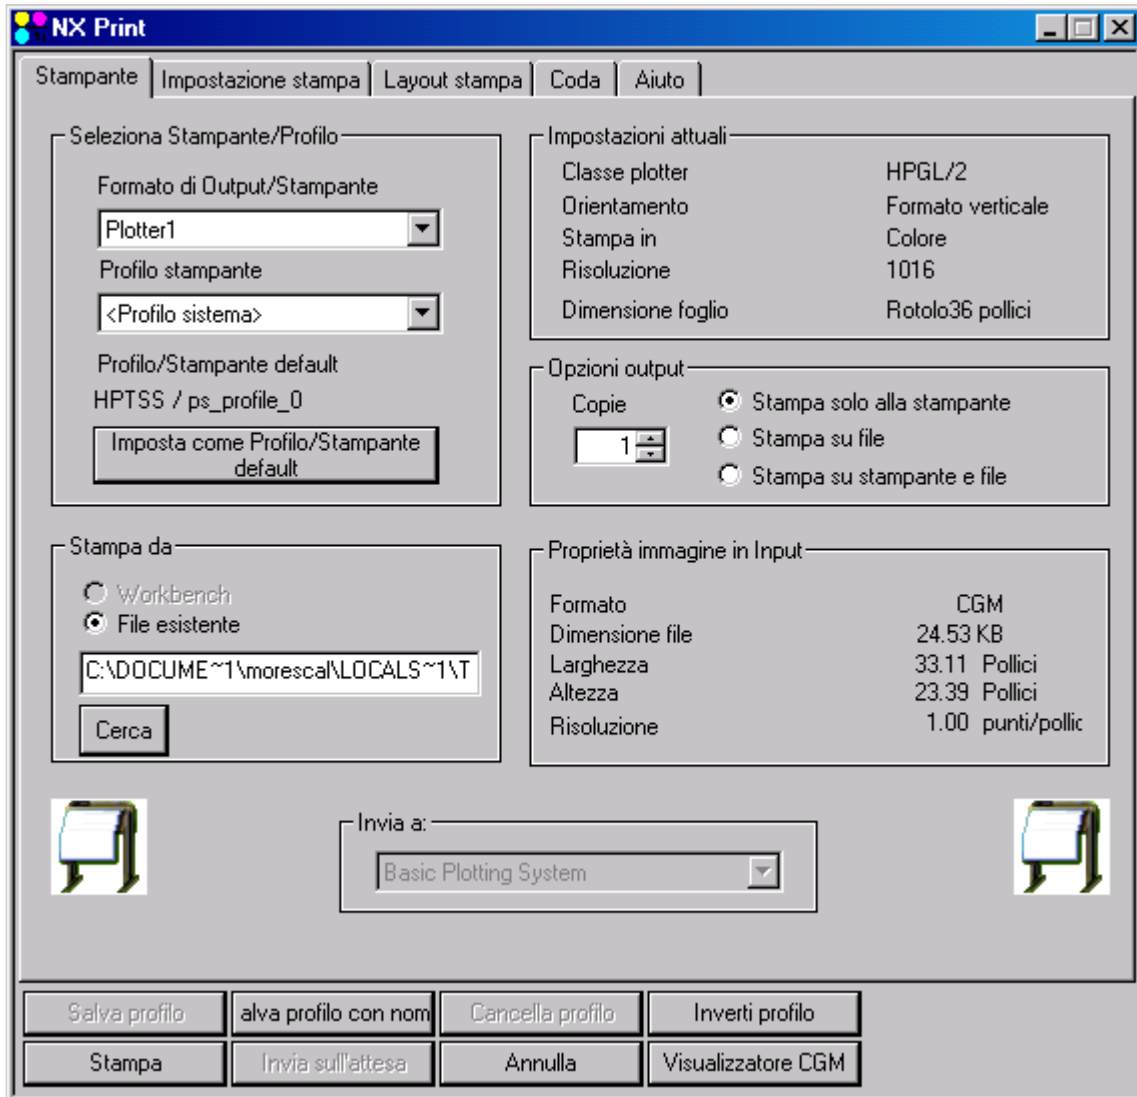 NX Print
Stampante Impostazione stampa Layout stampa Coda Aiuto
Seleziona Stampante/Profilo
Formato di Output/Stampante
Plotter1
Profilo stampante
<Profilo sistema>
Profilo/Stampante default
HPTSS / ps_profile_0
Imposta come Profilo/Stampante
default
Impostazioni attuali
Classe plotter HPGL/2
Orientamento Formato verticale
Stampa in Colore
Risoluzione 1016
Dimensione foglio Rotolo36 pollici
Opzioni output
Copie
1
Stampa solo alla stampante
Stampa su file
Stampa su stampante e file
Stampa da
Workbench
File esistente
C:\DOCUME~1\morescal\LOCALS~1\T
Cerca
Proprietà immagine in Input
Formato CGM
Dimensione file 24.53 KB
Larghezza 33.11 Pollici
Altezza 23.39 Pollici
Risoluzione 1.00 punti/pollic
Invia a:
Basic Plotting System
Salva profilo alva profilo con nom Cancella profilo Inverti profilo
Stampa Invia sull'attesa Annulla Visualizzatore CGM